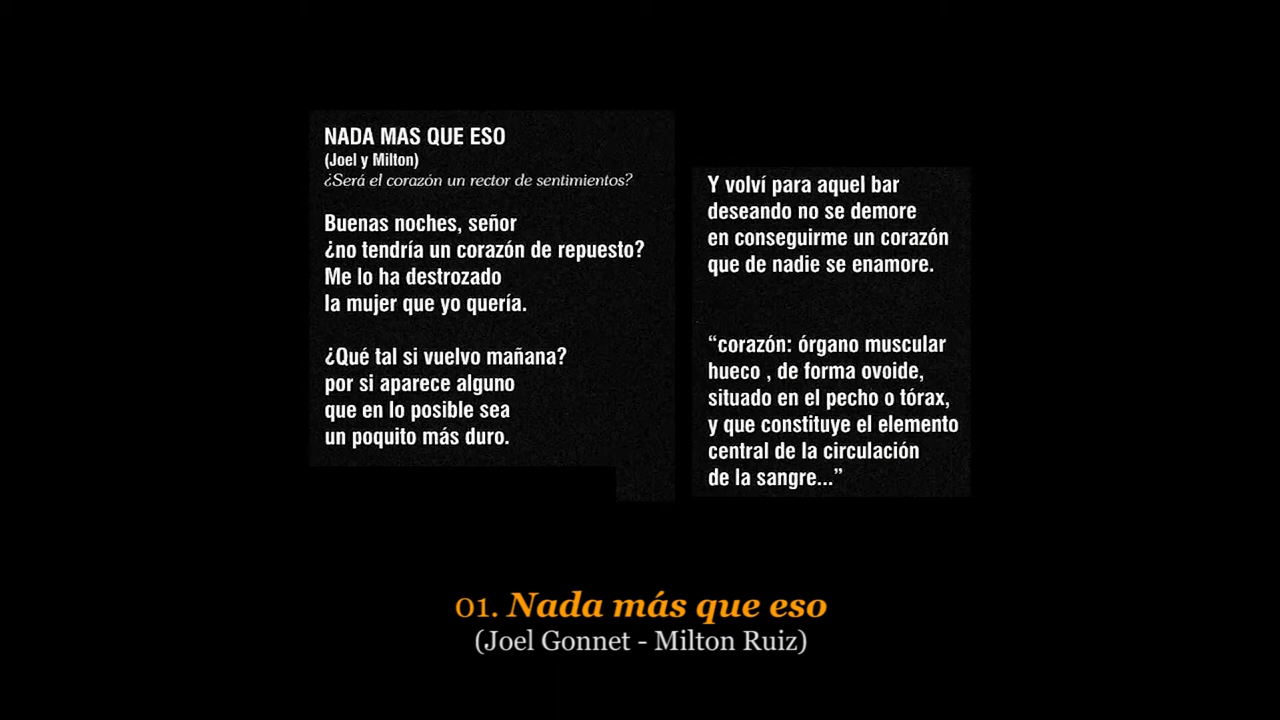 NADA MAS QUE ESO
(Joel y Milton)
¿Será el corazón un rector de sentimientos?
Buenas noches, señor
¿no tendría un corazón de repuesto?
Me lo ha destrozado
la mujer que yo quería.
¿Qué tal si vuelvo mañana?
por si aparece alguno
que en lo posible sea
un poquito más duro.
Y volví para aquel bar
deseando no se demore
en conseguirme un corazón
que de nadie se enamore.
“corazón: órgano muscular
hueco , de forma ovoide,
situado en el pecho o tórax,
y que constituye el elemento
central de la circulación
de la sangre...”
01. Nada más que eso
(Joel Gonnet - Milton Ruiz)